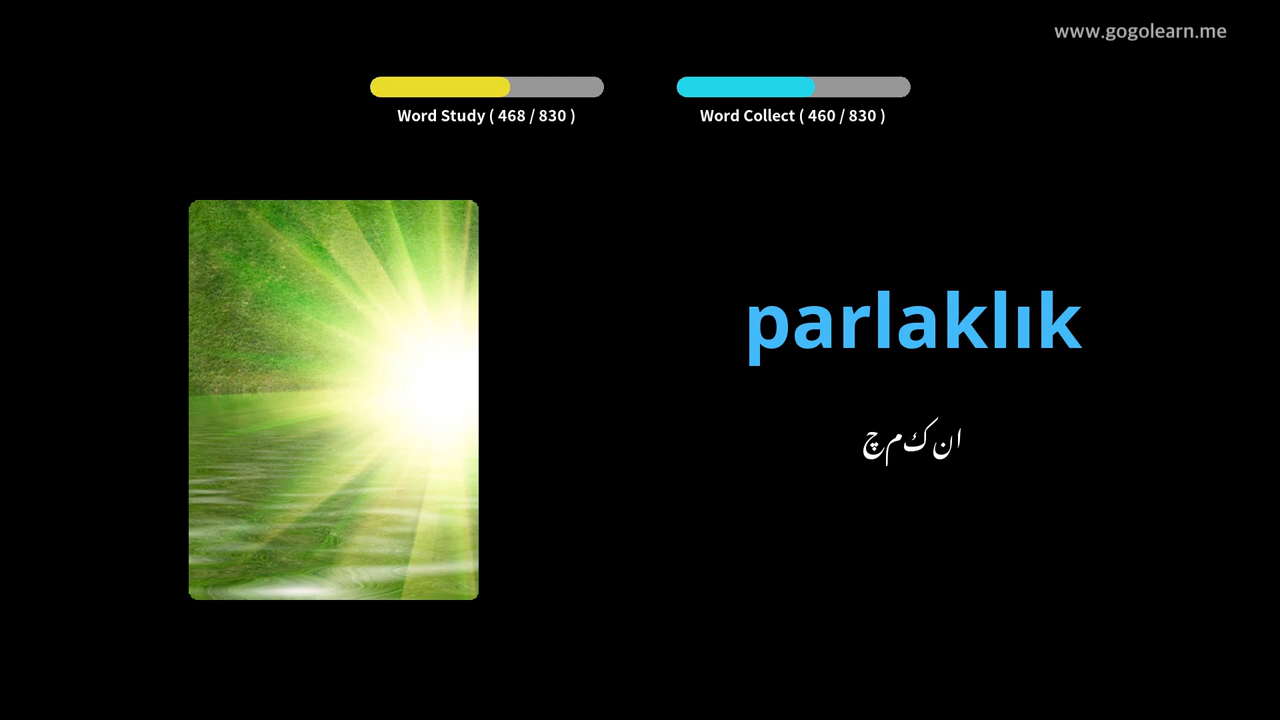 www.gogolearn.me
Word Study ( 468 / 830 )
Word Collect ( 460 / 830 )
parlaklık
ان ك م چ